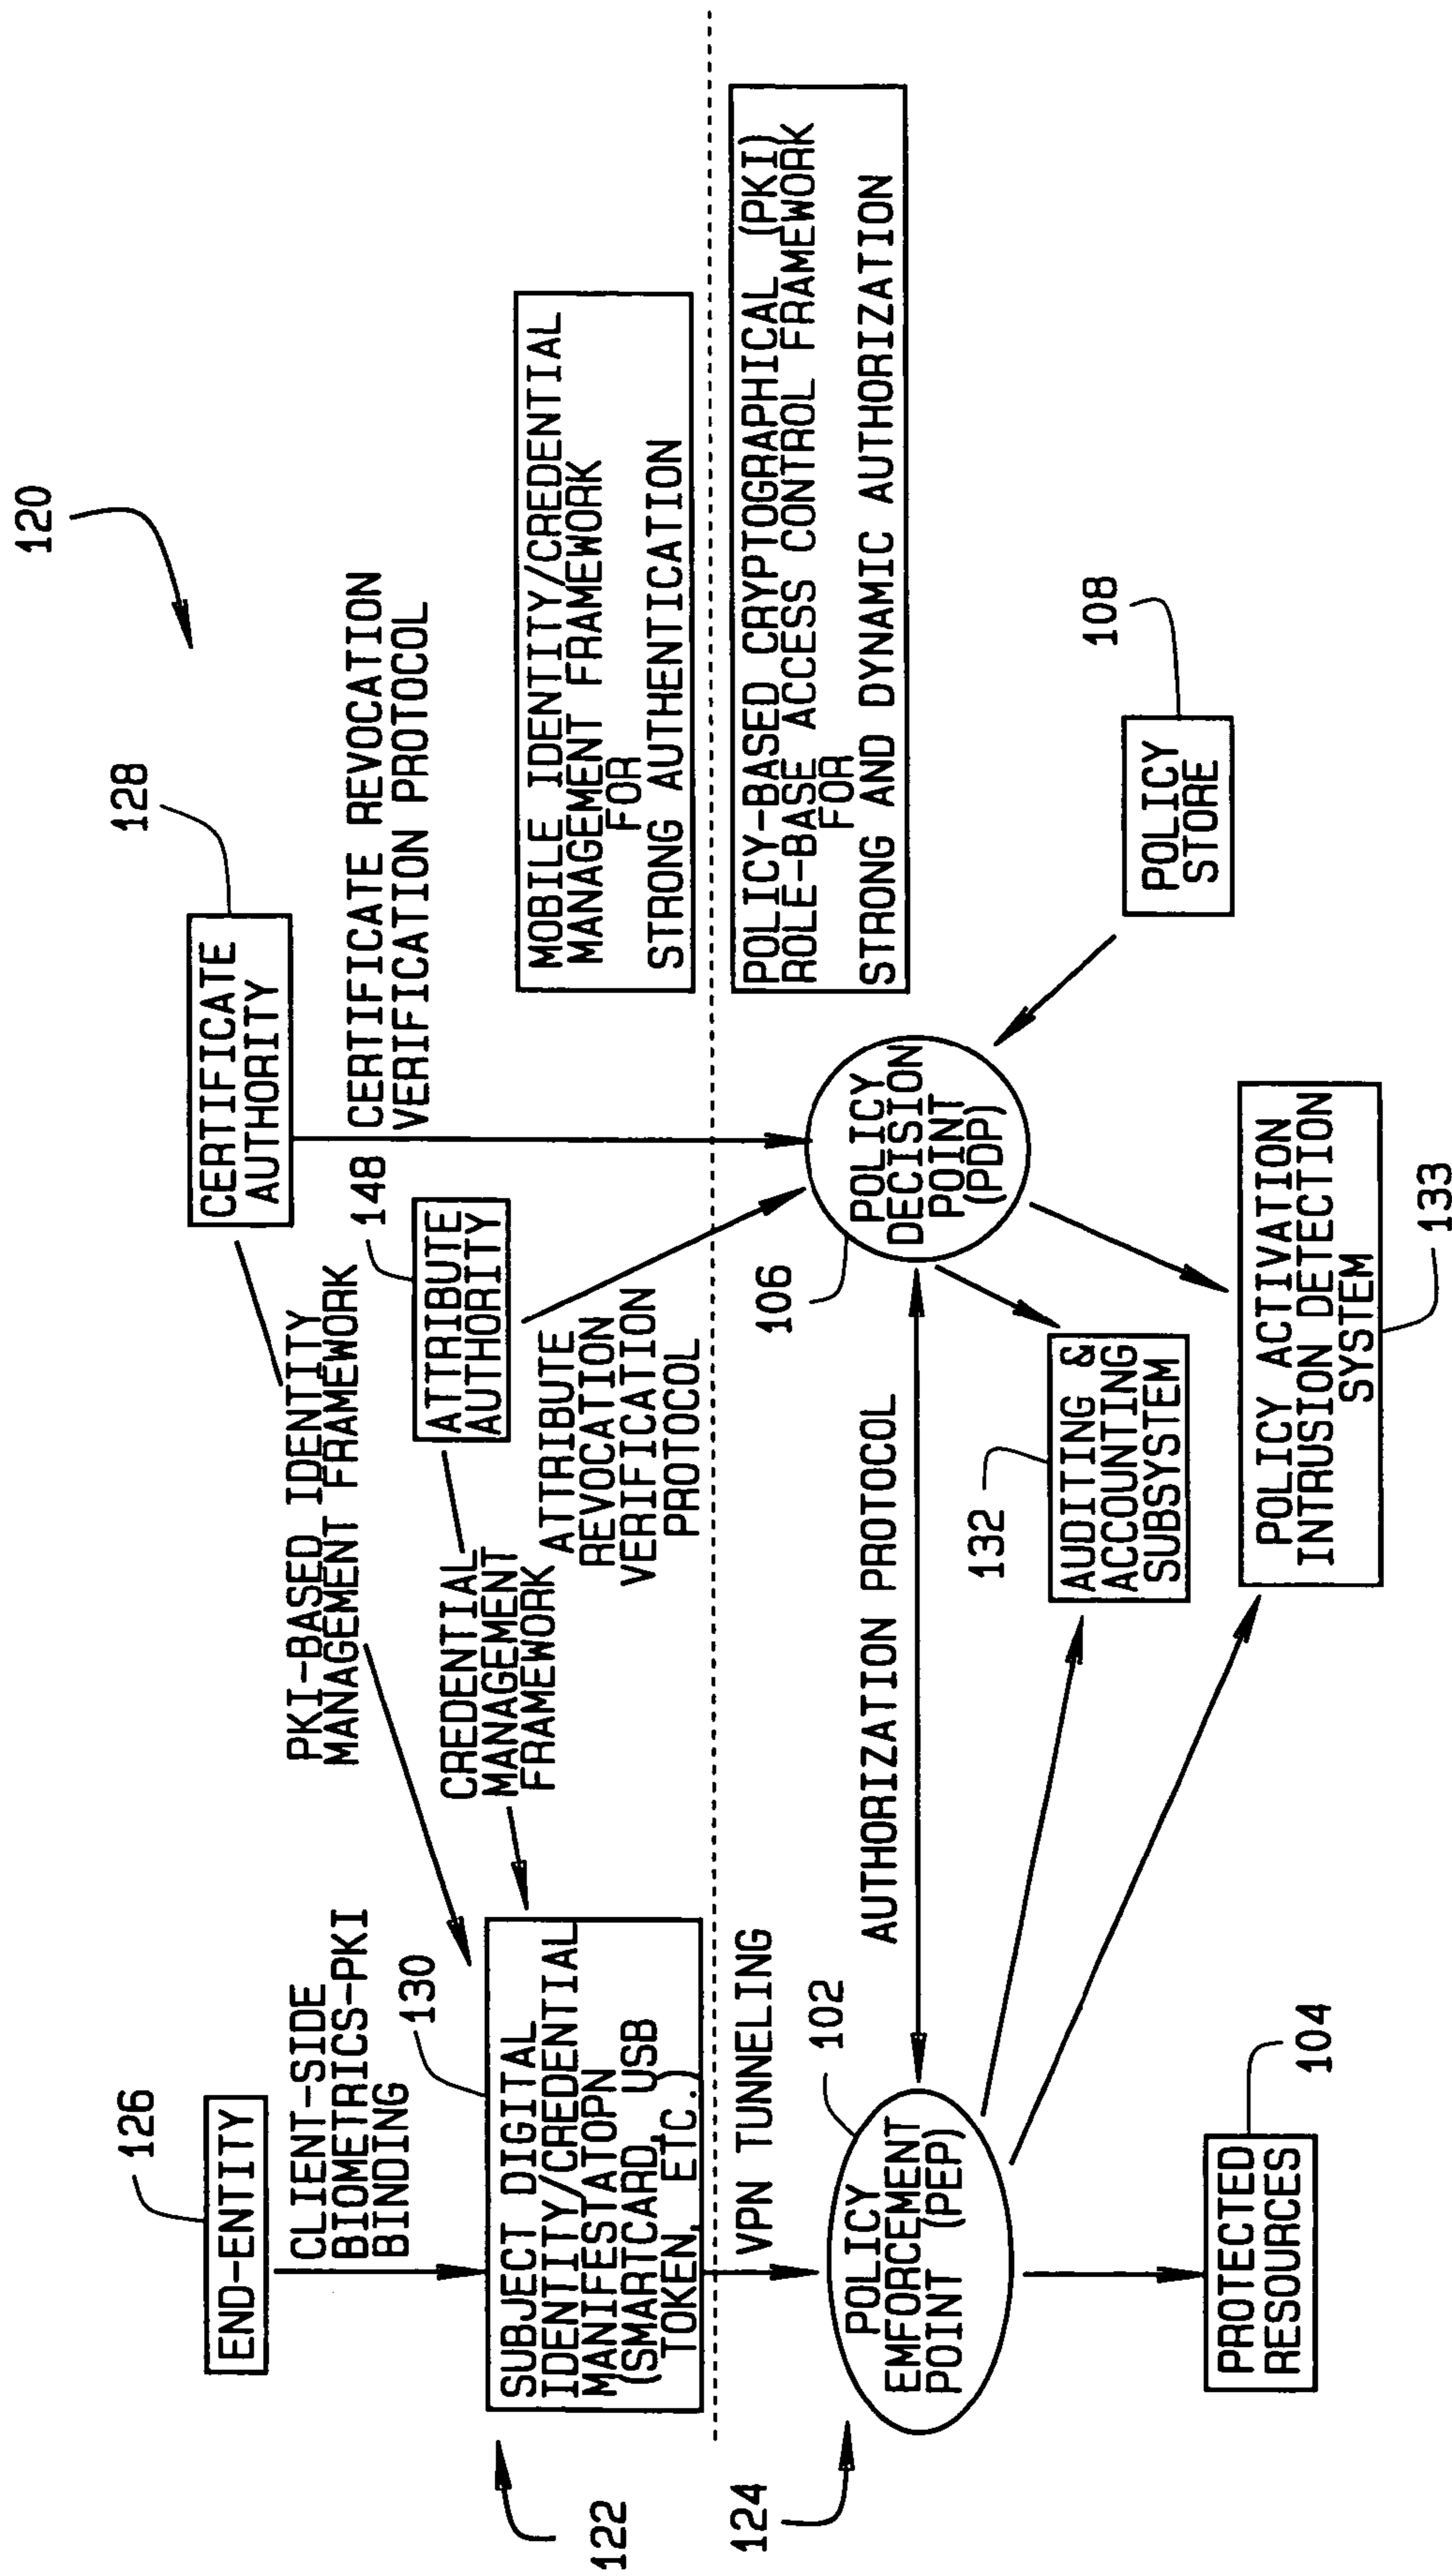 120
126
END-ENTITY
CLIENT-SIDE
BIOMETRICS-PKI
BINDING
128
CERTIFICATE
AUTHORITY
PKI-BASED IDENTITY
MANAGEMENT FRAMEWORK
CERTIFICATE REVOCATION
VERIFICATION PROTOCOL
148
ATTRIBUTE
AUTHORITY
CREDENTIAL
MANAGEMENT
FRAMEWORK
ATTRIBUTE
REVOCATION
VERIFICATION
PROTOCOL
130
SUBJECT DIGITAL
IDENTITY/CREDENTIAL
MANIFESTATOPN
(SMARTCARD, USB
TOKEN, ETC.)
122
MOBILE IDENTITY/CREDENTIAL
MANAGEMENT FRAMEWORK
FOR
STRONG AUTHENTICATION
POLICY-BASED CRYPTOGRAPHICAL (PKI)
ROLE-BASE ACCESS CONTROL FRAMEWORK
FOR
STRONG AND DYNAMIC AUTHORIZATION
VPN TUNNELING
124
102
POLICY
EMFORCEMENT
POINT (PEP)
AUTHORIZATION PROTOCOL
106
POLICY
DECISION
POINT
(PDP)
108
POLICY
STORE
132
AUDITING &
ACCOUNTING
SUBSYSTEM
PROTECTED
RESOURCES
104
POLICY ACTIVATION
INTRUSION DETECTION
SYSTEM
133